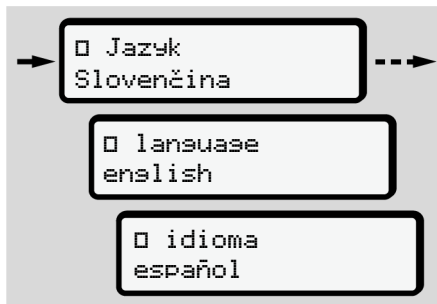 □ Jazyk
Slovenčina
□ language
english
□ idioma
español